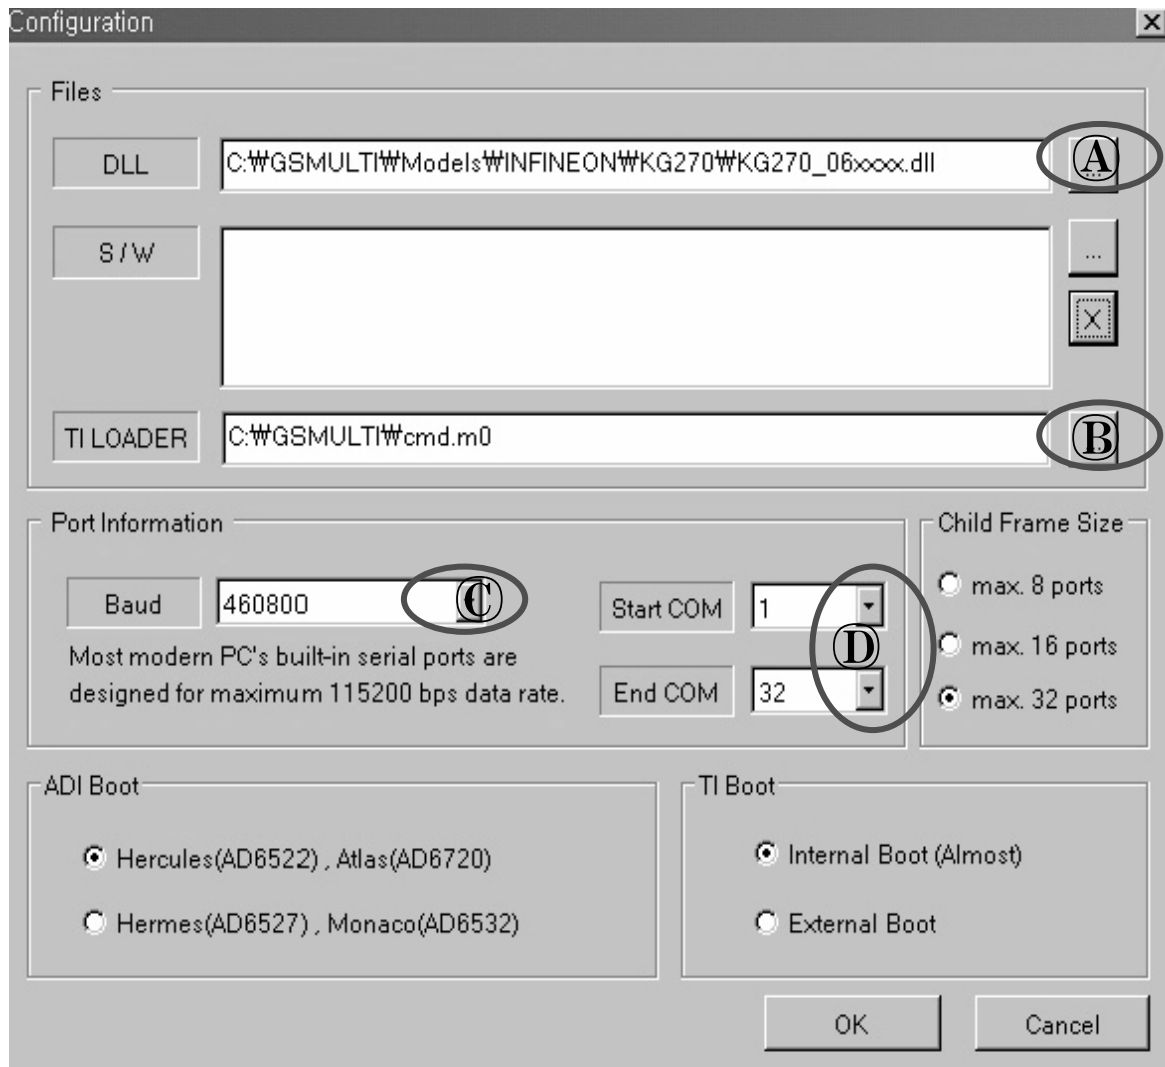 Configuration
Files
DLL
C:₩GSMULTI₩Models₩INFINEON₩KG270₩KG270_06xxxx.dll
Ⓐ
...
S / W
...
X
TI LOADER
C:₩GSMULTI₩cmd.m0
Ⓑ
Port Information
Baud
460800
Ⓒ
Most modern PC's built-in serial ports are
designed for maximum 115200 bps data rate.
Start COM
1
End COM
32
Ⓓ
Child Frame Size
max. 8 ports
max. 16 ports
max. 32 ports
ADI Boot
Hercules(AD6522) , Atlas(AD6720)
Hermes(AD6527) , Monaco(AD6532)
TI Boot
Internal Boot (Almost)
External Boot
OK
Cancel